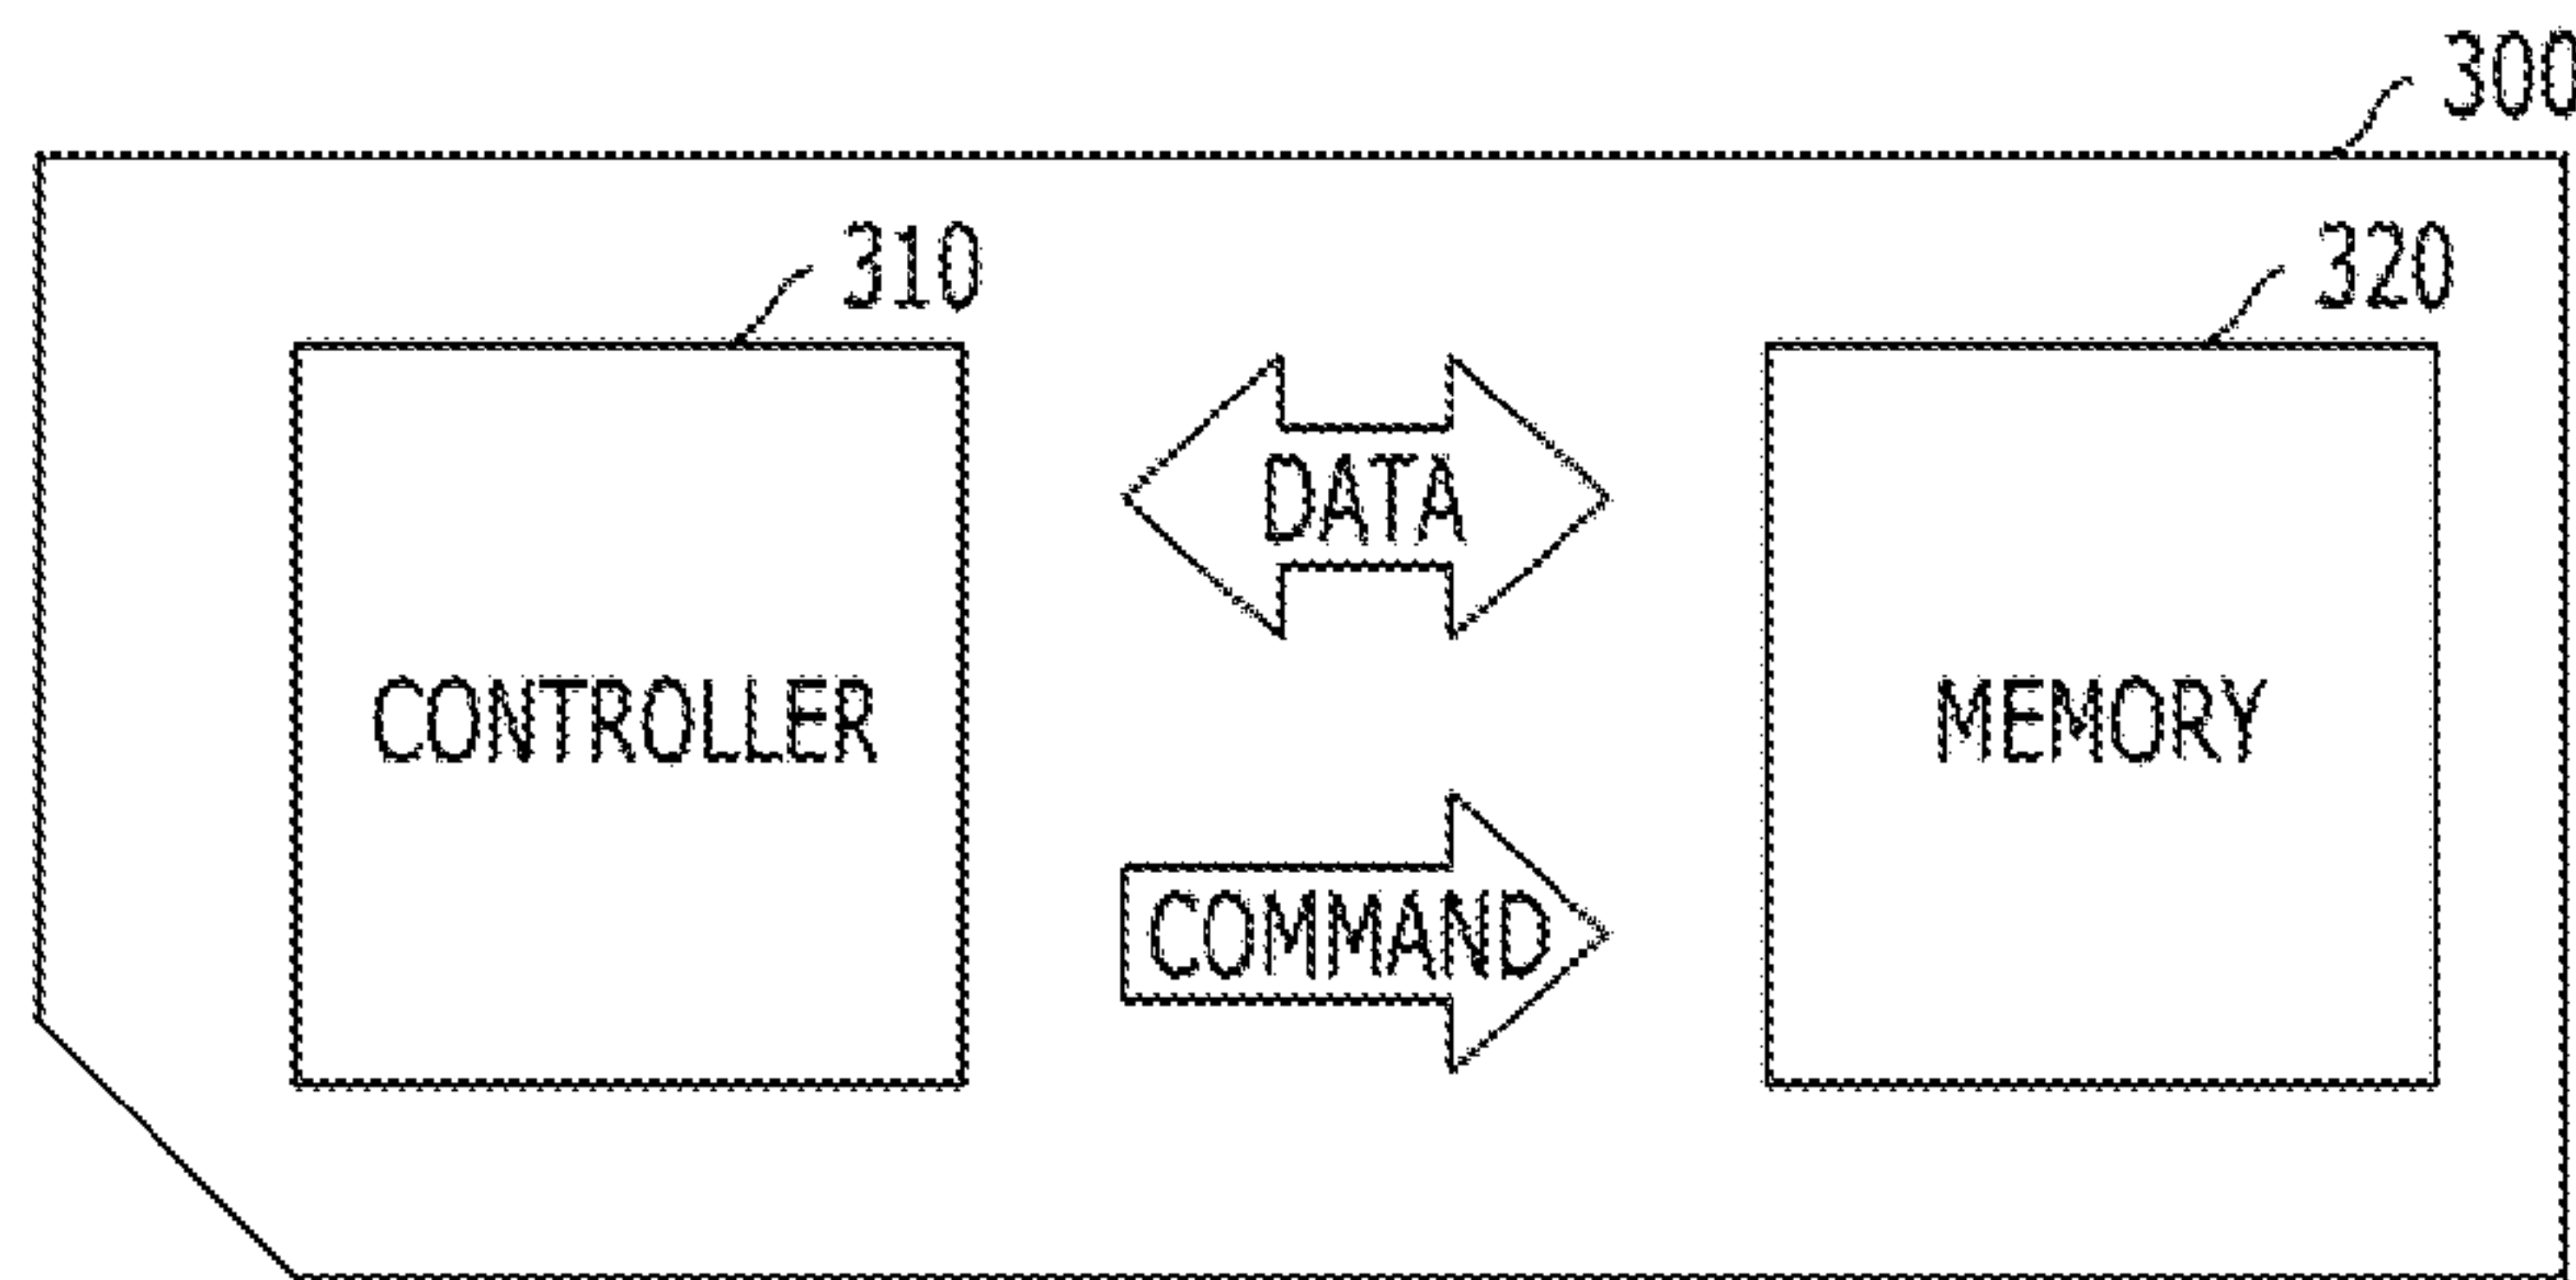 300
310
320
DATA
CONTROLLER
MEMORY
COMMAND